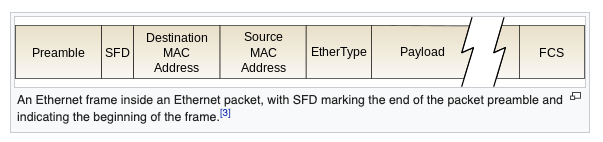 Preamble SFD Destination MAC Address Source MAC Address EtherType Payload FCS
An Ethernet frame inside an Ethernet packet, with SFD marking the end of the packet preamble and
indicating the beginning of the frame.[3]